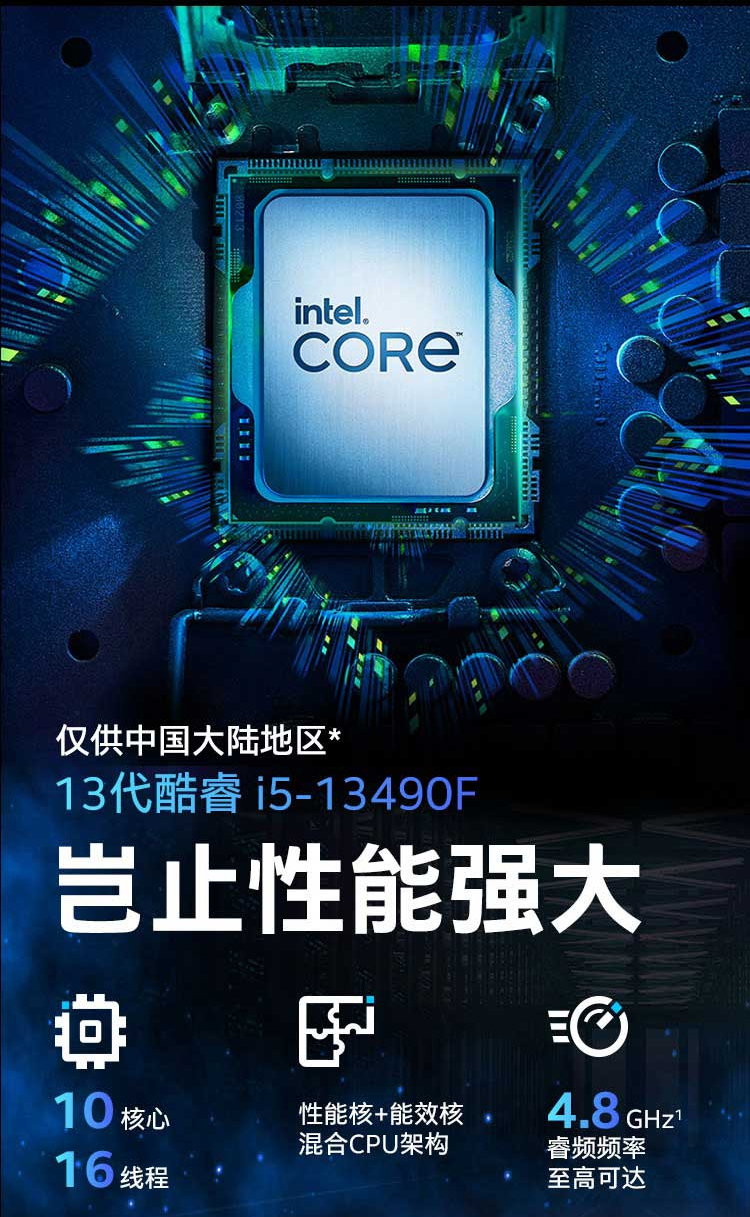 intel.
CORE™
仅供中国大陆地区*
13代酷睿 i5-13490F
岂止性能强大
10 核心
16 线程
性能核+能效核
混合CPU架构
4.8 GHz¹
睿频频率
至高可达